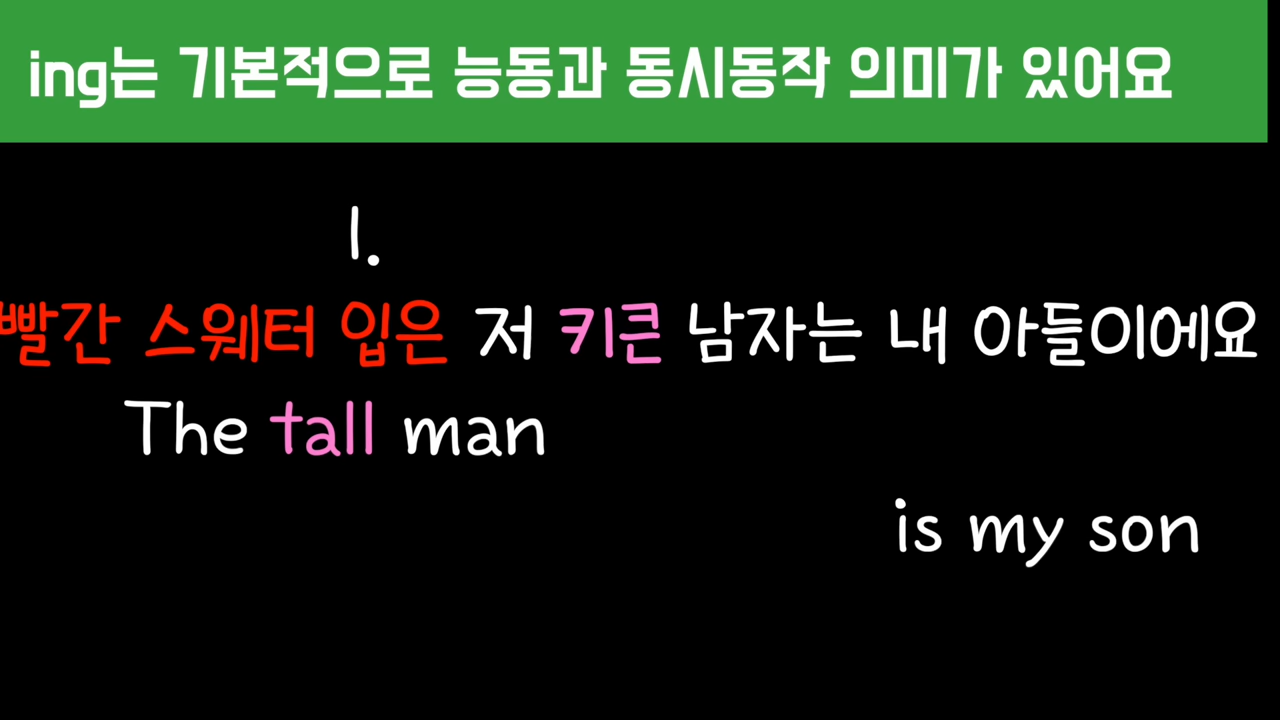 ing는 기본적으로 능동과 동시동작 의미가 있어요
1.
빨간 스웨터 입은 저 키큰 남자는 내 아들이에요
The tall man
is my son